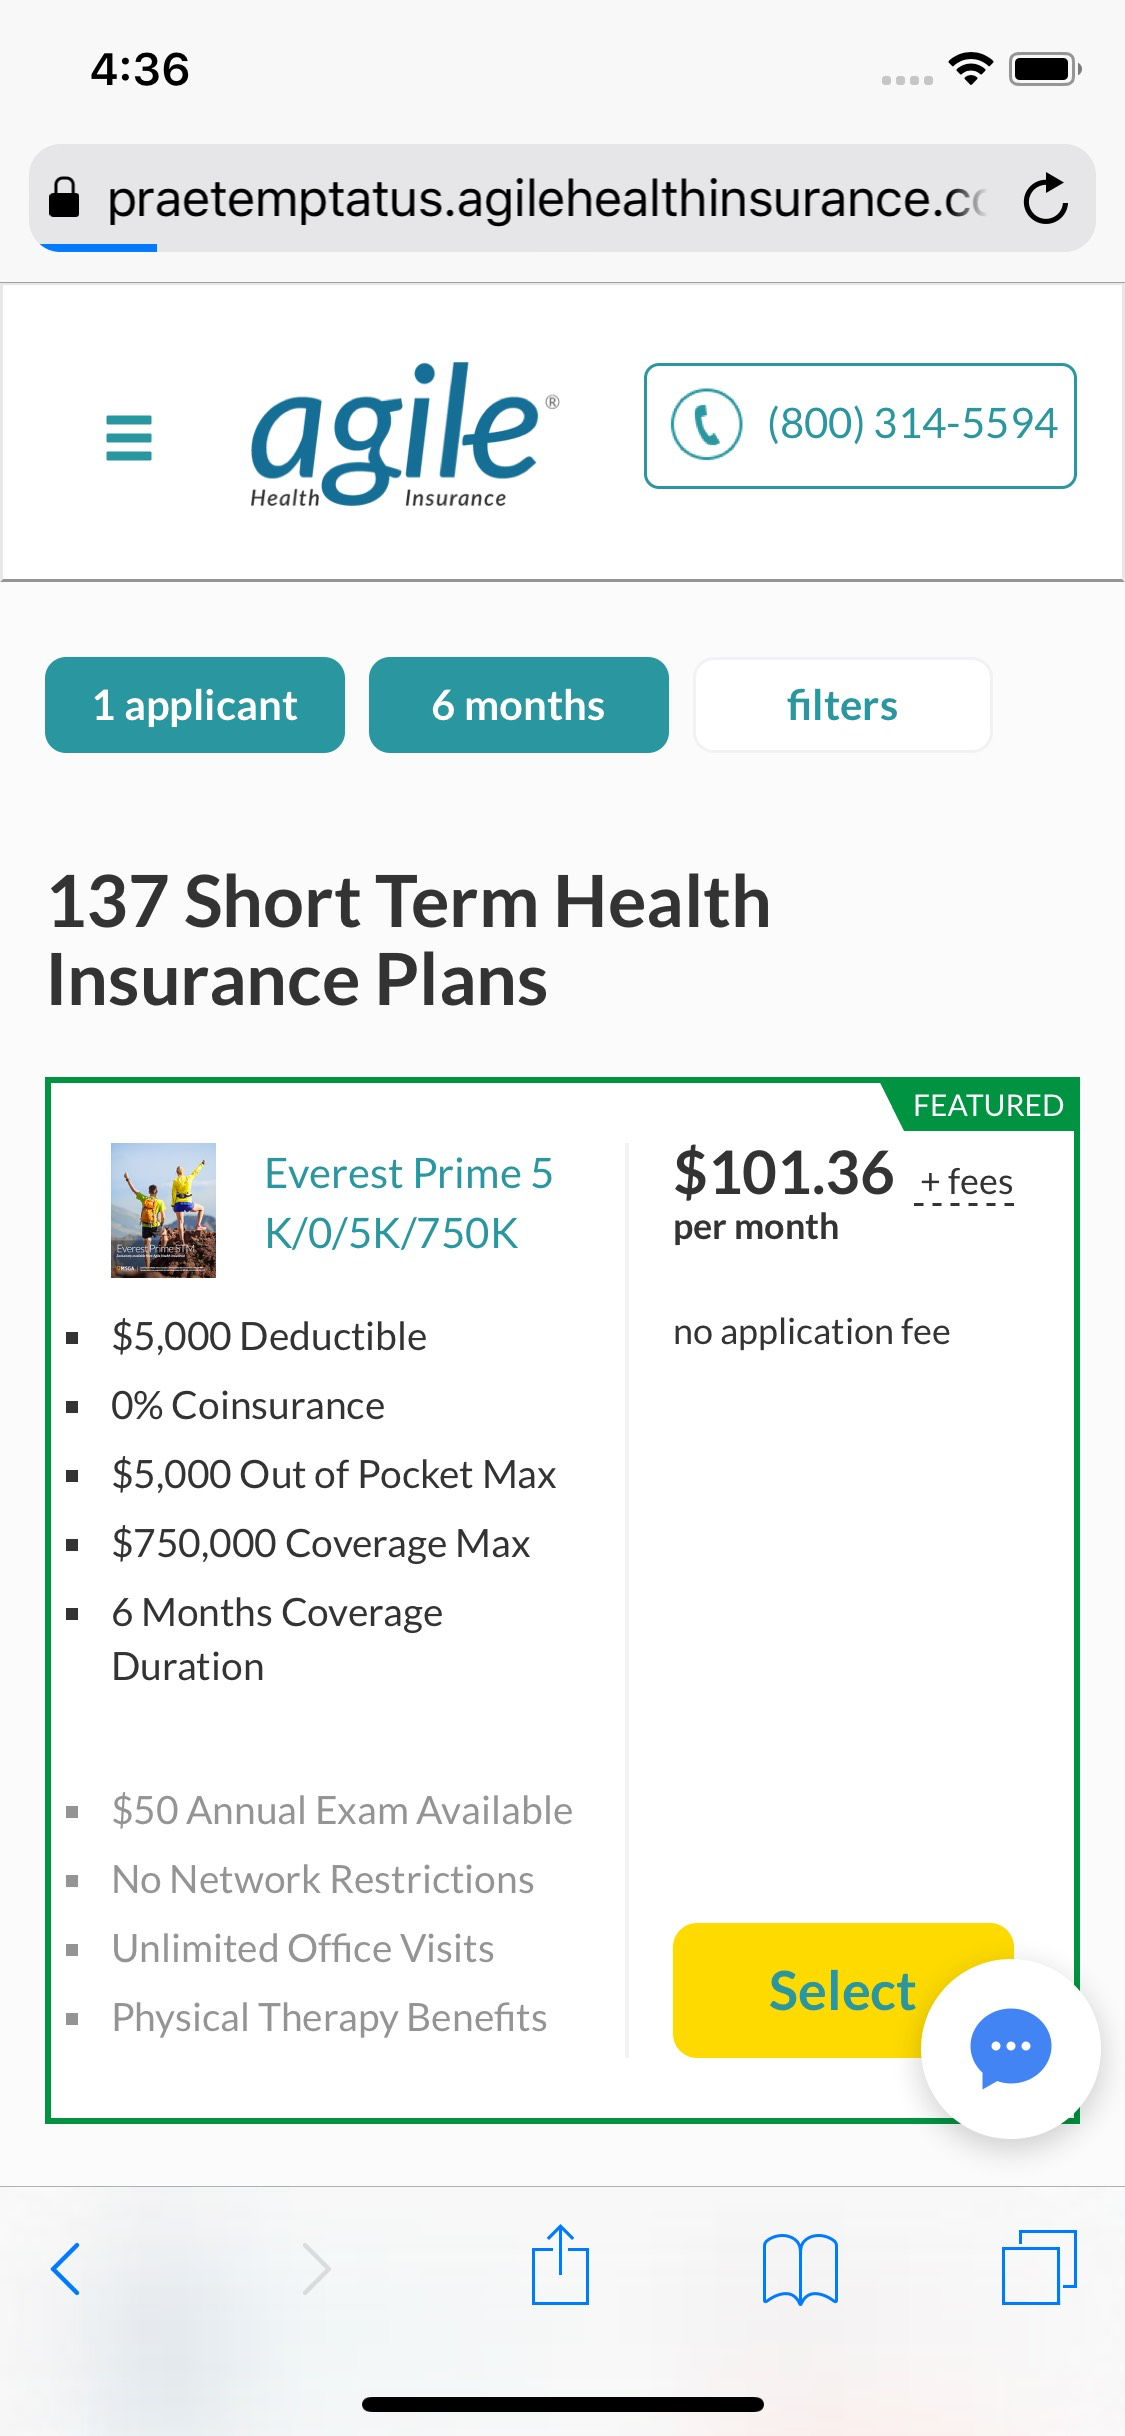 4:36
praetemptatus.agilehealthinsurance.c
agile®
Health Insurance
(800) 314-5594
1 applicant
6 months
filters
137 Short Term Health
Insurance Plans
FEATURED
Everest Prime STM
Everest Prime 5
K/0/5K/750K
$101.36 + fees
per month
no application fee
$5,000 Deductible
0% Coinsurance
$5,000 Out of Pocket Max
$750,000 Coverage Max
6 Months Coverage
Duration
$50 Annual Exam Available
No Network Restrictions
Unlimited Office Visits
Physical Therapy Benefits
Select